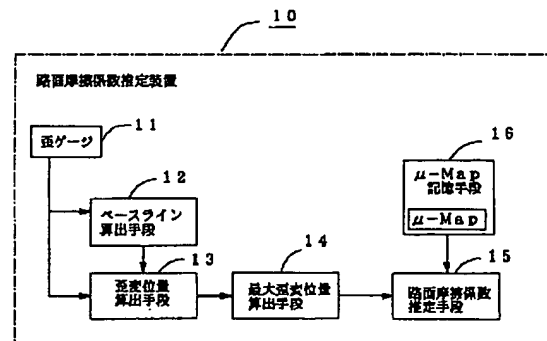 10
路面摩擦係数推定装置
11
歪ゲージ
12
ベースライン
算出手段
13
歪変位量
算出手段
14
最大歪変位量
算出手段
16
μ-Map
記憶手段
μ-Map
15
路面摩擦係数
推定手段